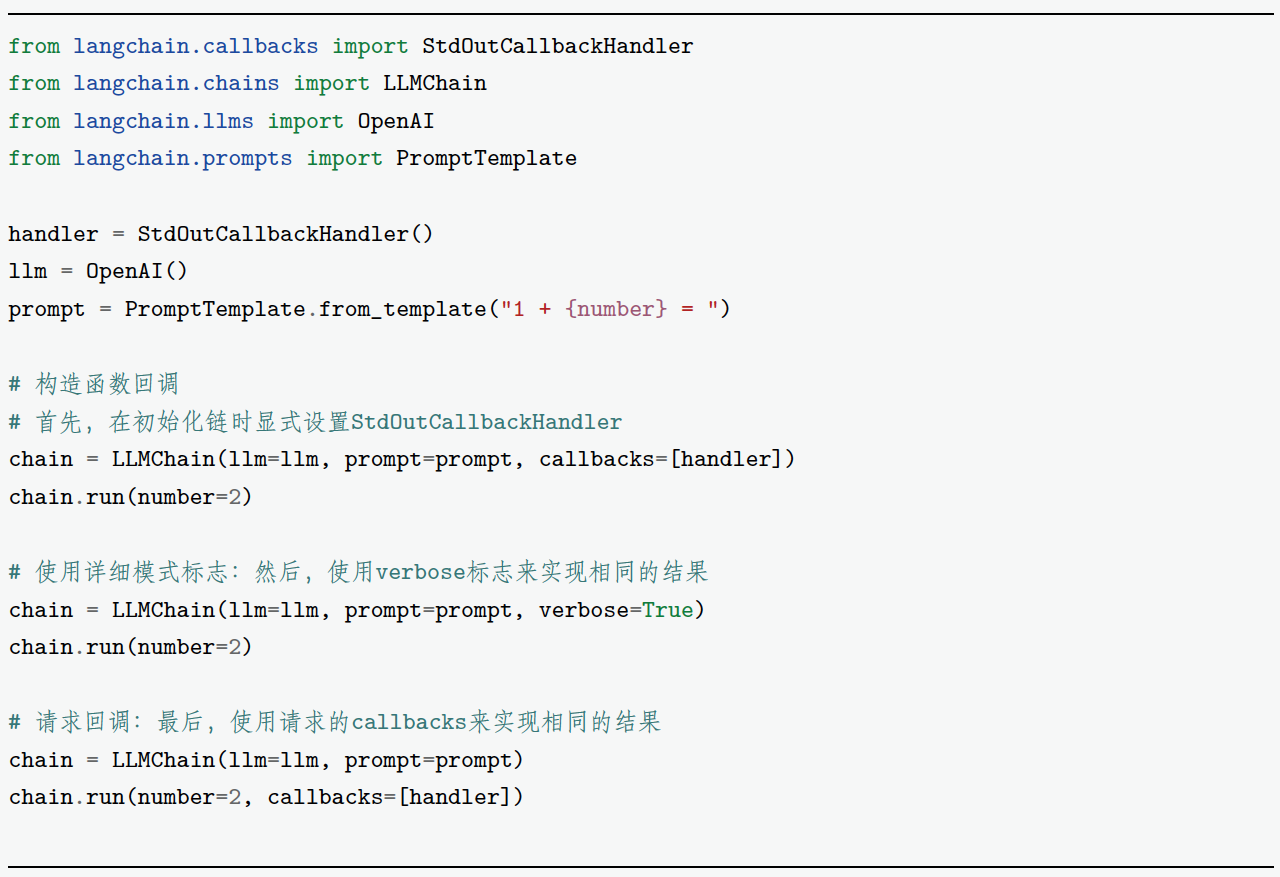 from langchain.callbacks import StdOutCallbackHandler
from langchain.chains import LLMChain
from langchain.llms import OpenAI
from langchain.prompts import PromptTemplate

handler = StdOutCallbackHandler()
llm = OpenAI()
prompt = PromptTemplate.from_template("1 + {number} = ")

# 构造函数回调
# 首先，在初始化链时显式设置StdOutCallbackHandler
chain = LLMChain(llm=llm, prompt=prompt, callbacks=[handler])
chain.run(number=2)

# 使用详细模式标志：然后，使用verbose标志来实现相同的结果
chain = LLMChain(llm=llm, prompt=prompt, verbose=True)
chain.run(number=2)

# 请求回调：最后，使用请求的callbacks来实现相同的结果
chain = LLMChain(llm=llm, prompt=prompt)
chain.run(number=2, callbacks=[handler])